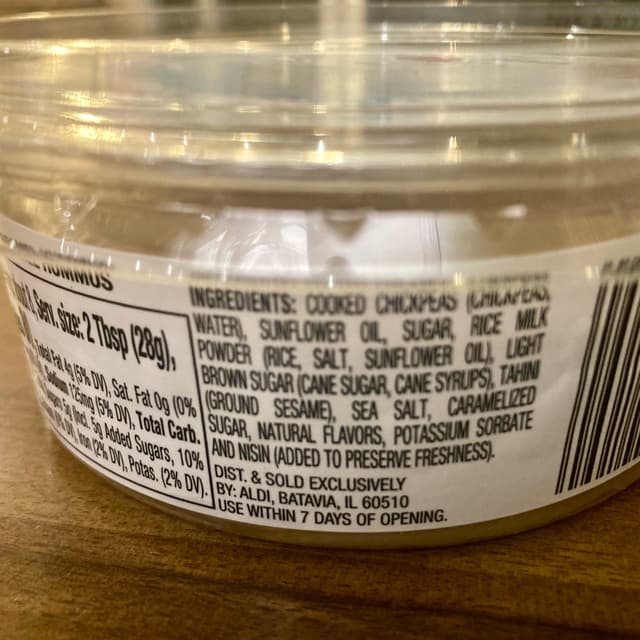 HUMMUS
Serv. size: 2 Tbsp (28g),
Total Fat 4g (5% DV), Sat. Fat 0g (0%
Sodium 125mg (5% DV), Total Carb.
5g (Incl. 5g Added Sugars, 10%
Iron (2% DV), Potas. (2% DV).
INGREDIENTS: COOKED CHICKPEAS (CHICKPEAS,
WATER), SUNFLOWER OIL, SUGAR, RICE MILK
POWDER (RICE, SALT, SUNFLOWER OIL), LIGHT
BROWN SUGAR (CANE SUGAR, CANE SYRUPS), TAHINI
(GROUND SESAME), SEA SALT, CARAMELIZED
SUGAR, NATURAL FLAVORS, POTASSIUM SORBATE
AND NISIN (ADDED TO PRESERVE FRESHNESS).
DIST. & SOLD EXCLUSIVELY
BY: ALDI, BATAVIA, IL 60510
USE WITHIN 7 DAYS OF OPENING.